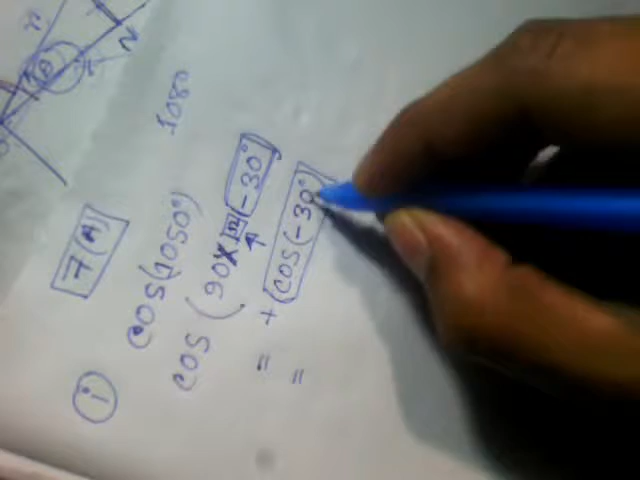 7(A)
1080
i cos(1050°)
cos (90×12(-30°)
= +(cos(-30°)
=